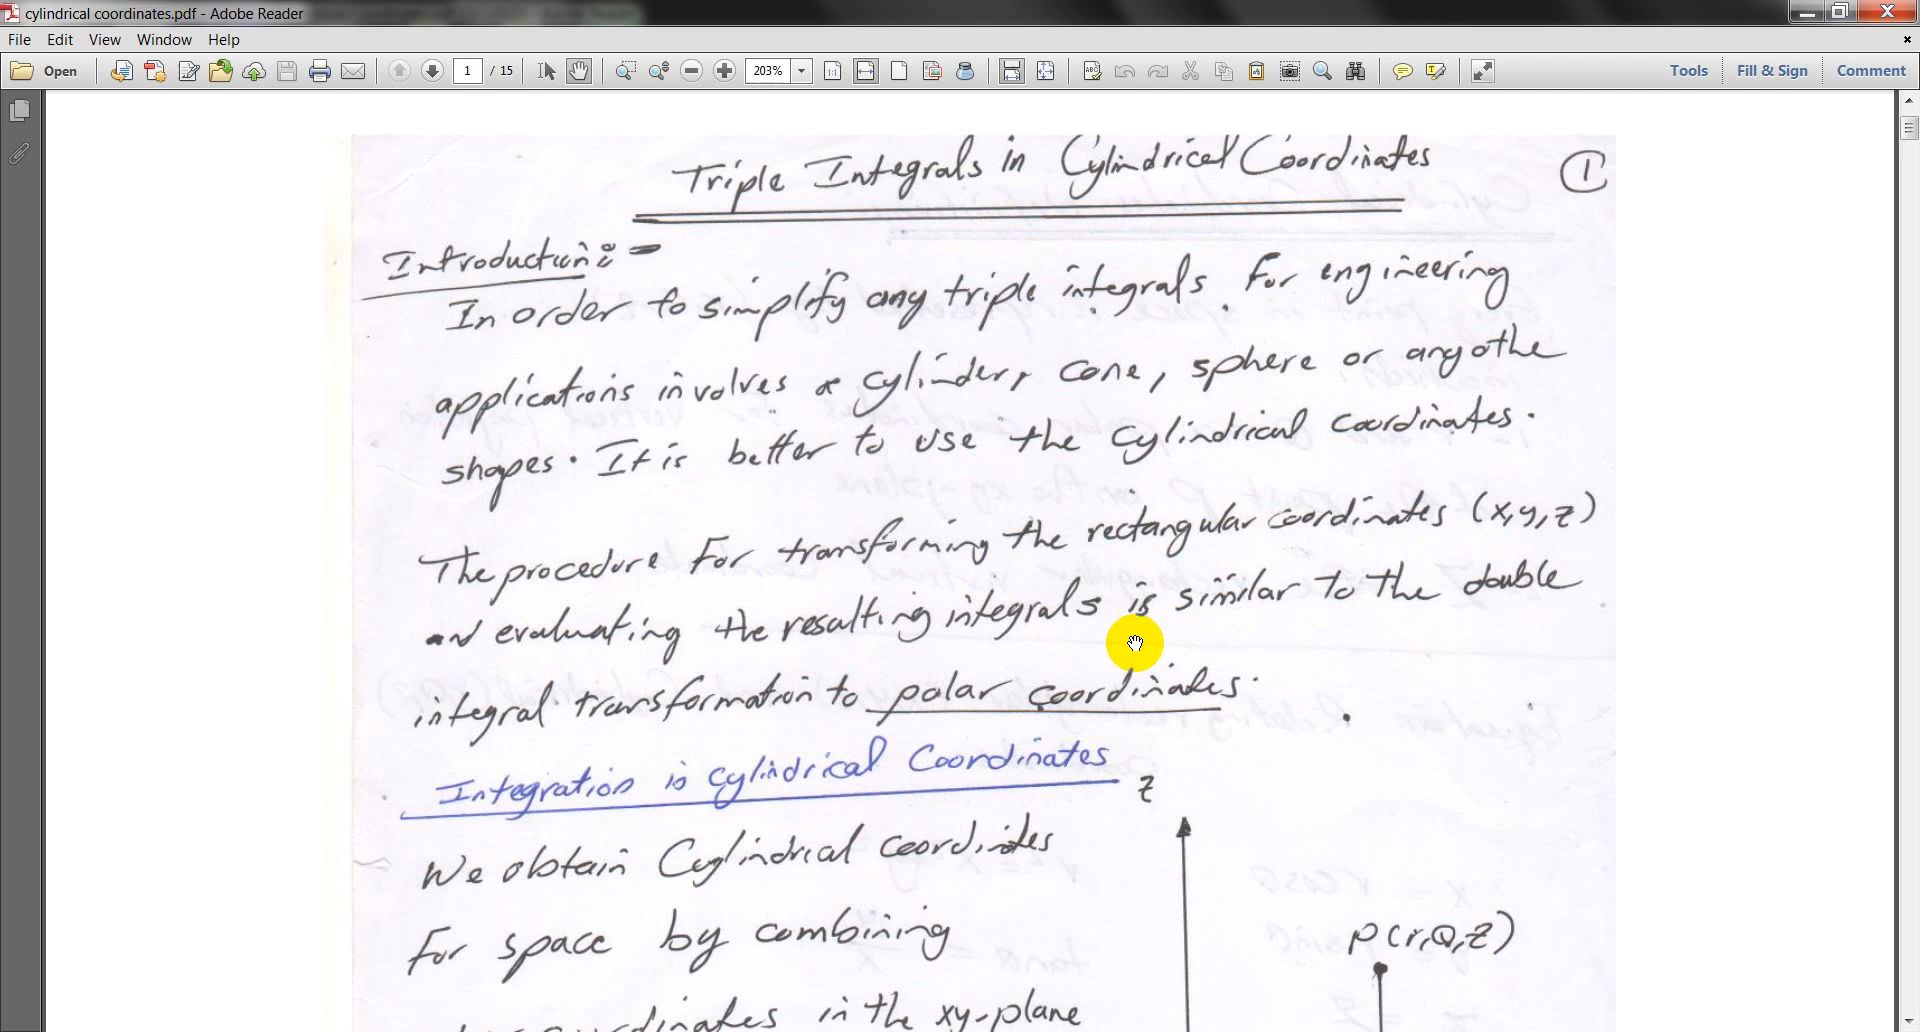 cylindrical coordinates.pdf - Adobe Reader
File Edit View Window Help
Open 1 / 15 203% Tools Fill & Sign Comment
Triple Integrals in Cylindrical Coordinates 1
Introduction:-
In order to simplify any triple integrals. For engineering
applications involves a cylinder, cone, sphere or any othe
shapes. It is better to use the cylindrical coordinates.
The procedure For transforming the rectangular coordinates (x,y,z)
and evaluating the resulting integrals is similar to the double
integral transformation to polar coordinates.
Integration is cylindrical Coordinates
z
We obtain Cylindrical coordinates
For space by combining
P(r,θ,z)
in the xy-plane